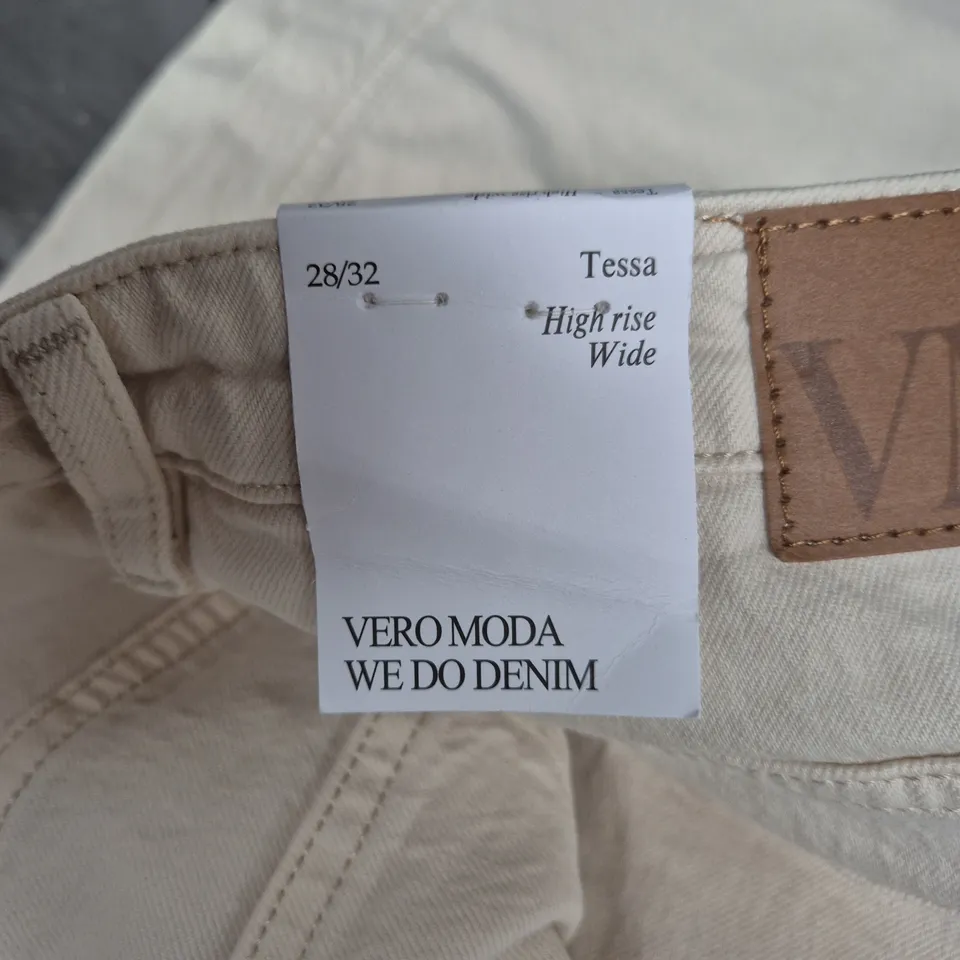 28/32
Tessa
High rise
Wide
VERO MODA
WE DO DENIM